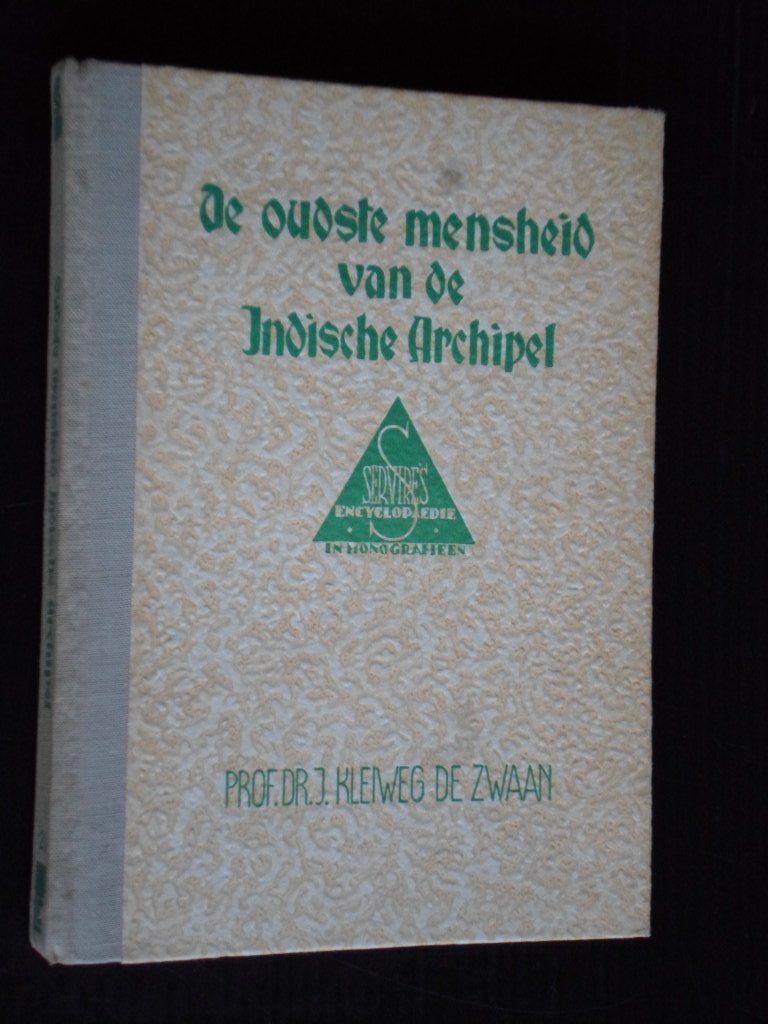 De oudste mensheid
van de
Indische Archipel
S
SERVIRE'S
ENCYCLOPAEDIE
IN MONOGRAFIEEN
PROF. DR. J. KLEIWEG DE ZWAAN